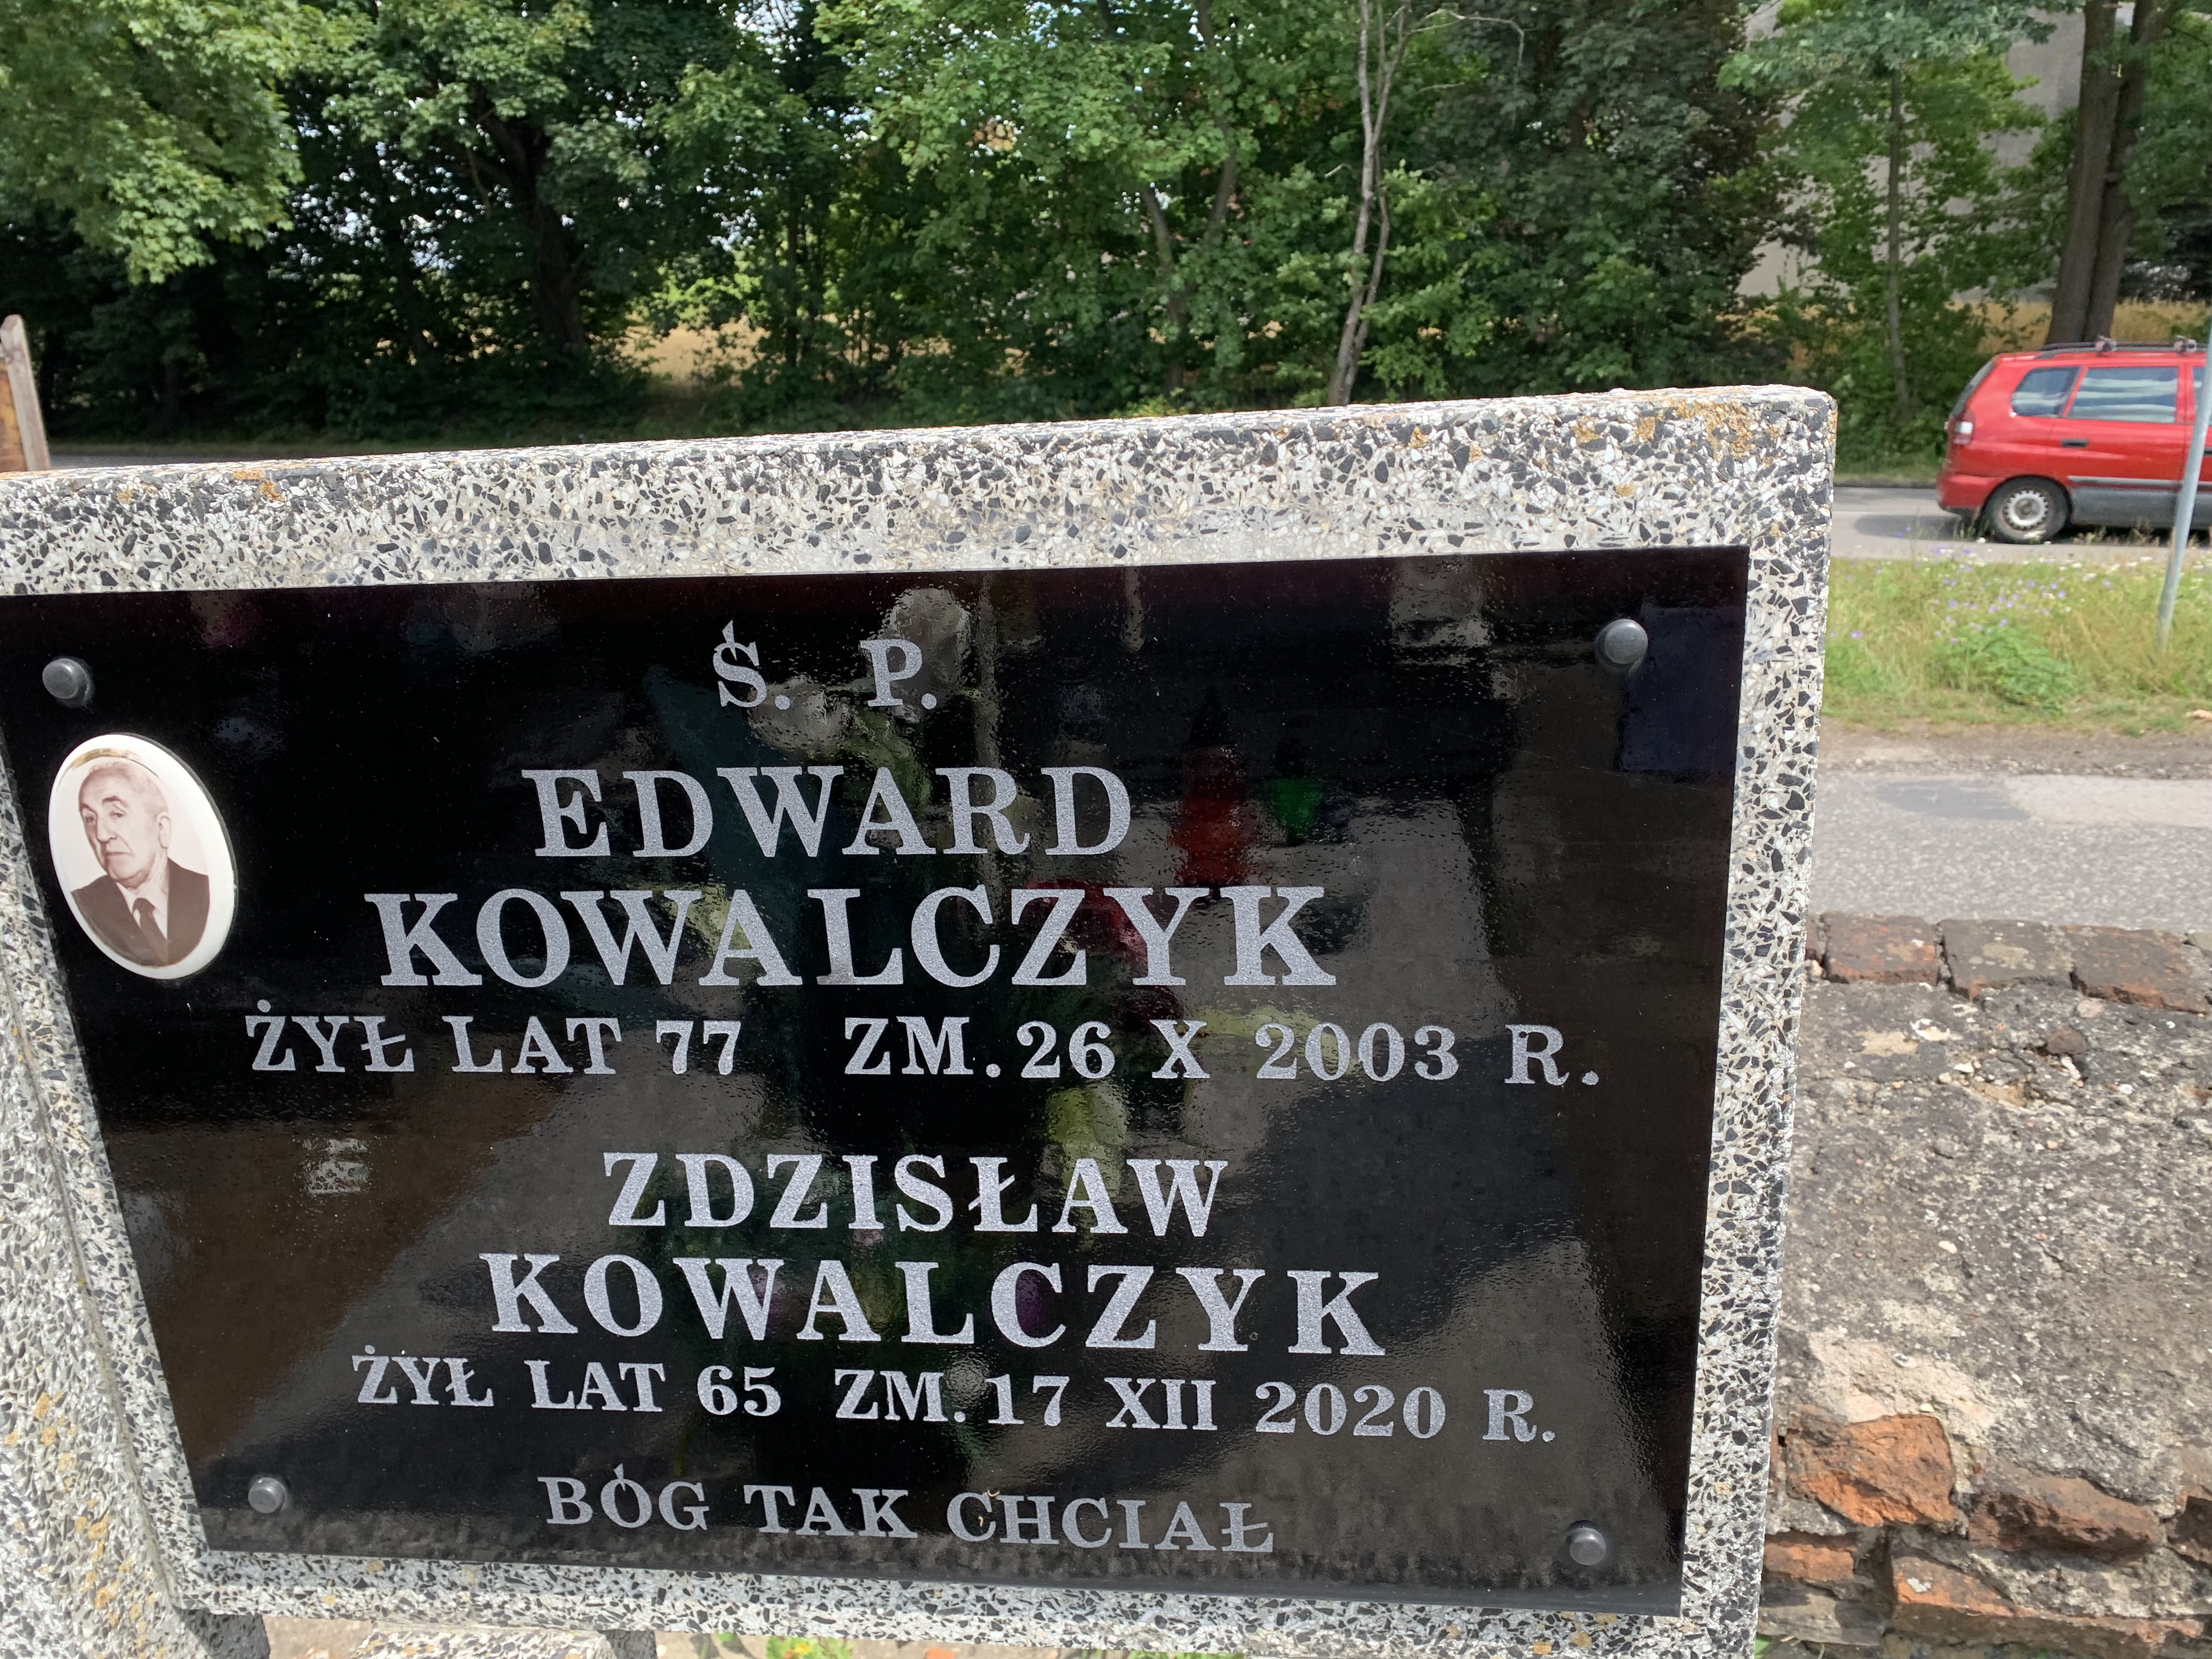 Ś. P.
EDWARD
KOWALCZYK
ŻYŁ LAT 77 ZM. 26 X 2003 R.
ZDZISŁAW
KOWALCZYK
ŻYŁ LAT 65 ZM. 17 XII 2020 R.
BÓG TAK CHCIAŁ